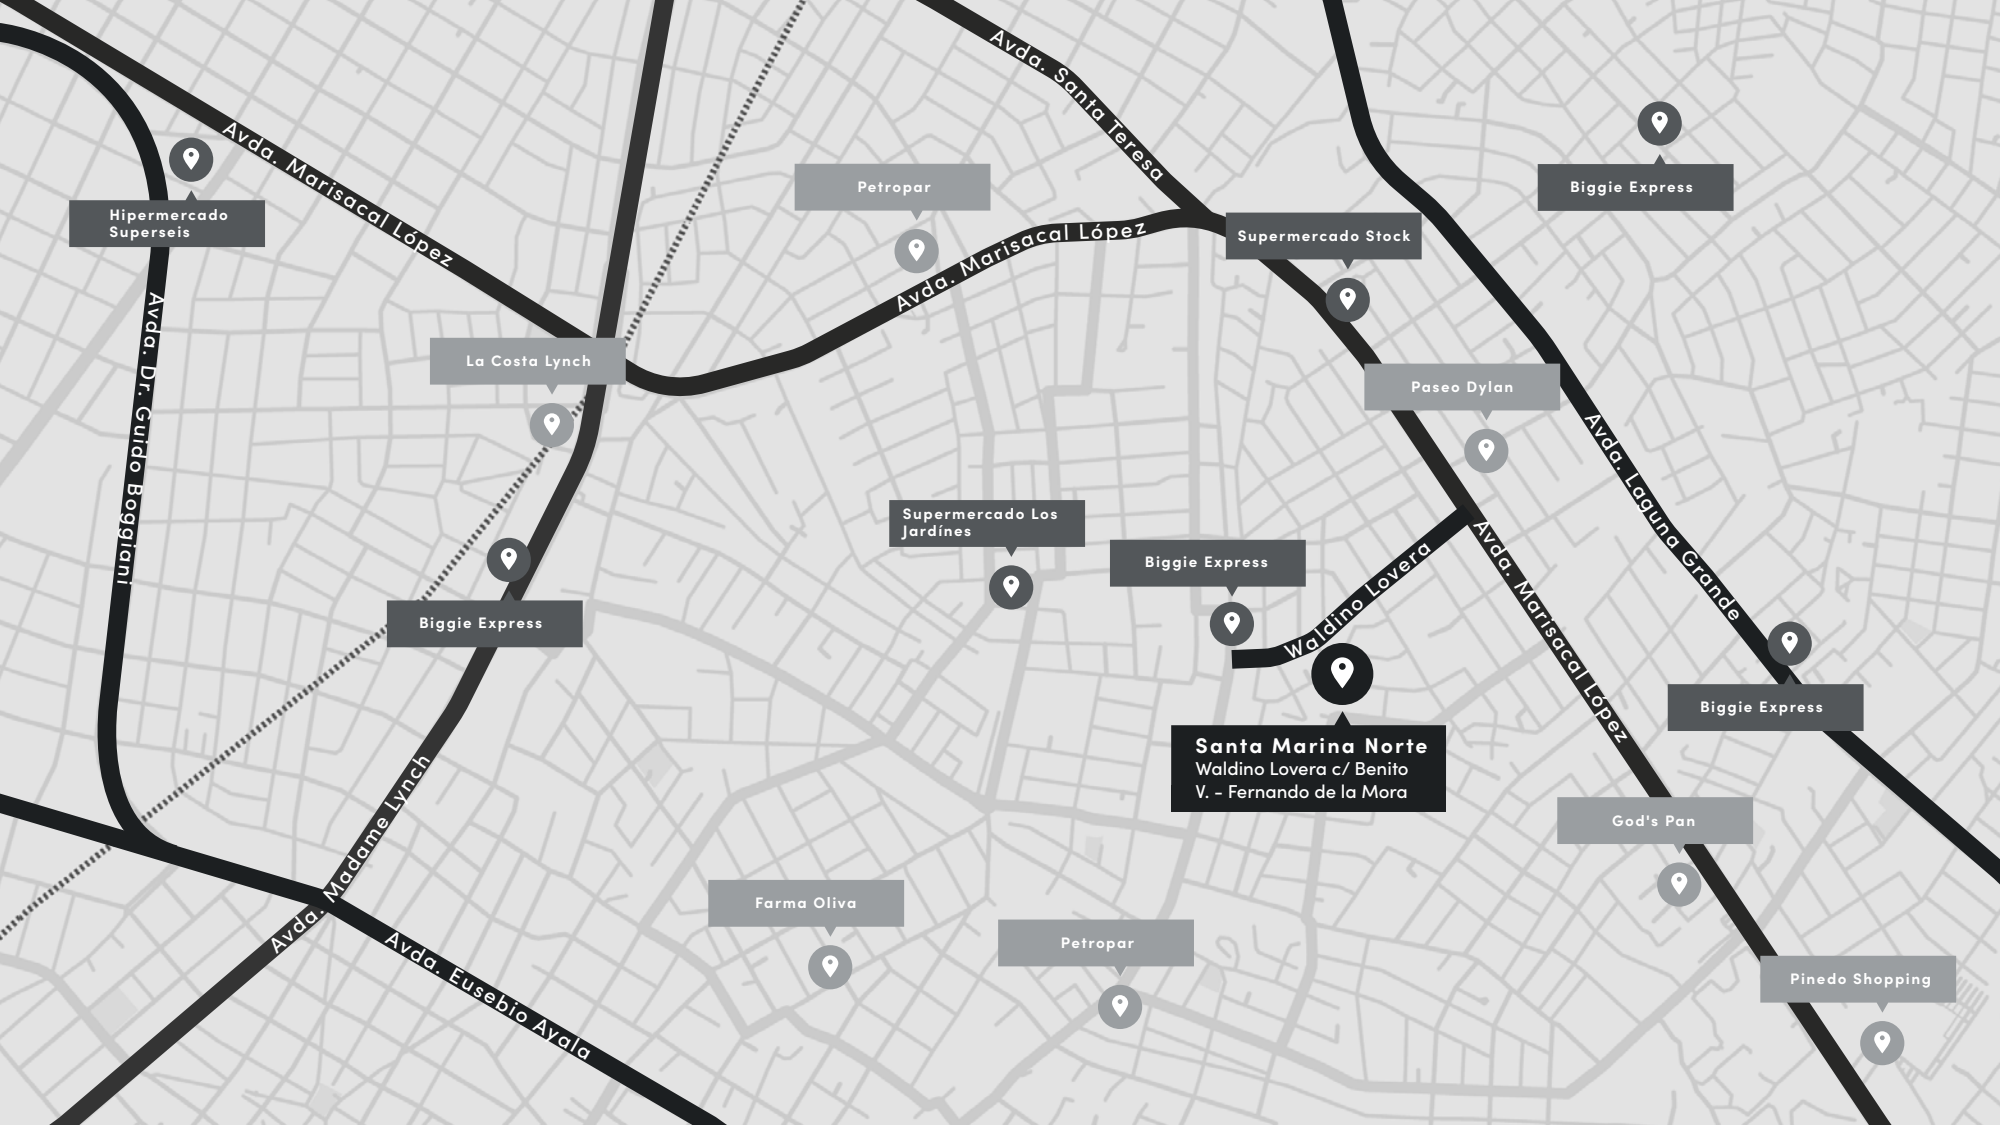 Avda. Santa Teresa
Avda. Marisacal López
Biggie Express
Petropar
Hipermercado
Superseis
Avda. Marisacal López
Supermercado Stock
La Costa Lynch
Paseo Dylan
Avda. Dr. Guido Boggiani
Avda. Laguna Grande
Supermercado Los
Jardínes
Biggie Express
Waldino Lovera
Biggie Express
Avda. Marisacal López
Biggie Express
Santa Marina Norte
Waldino Lovera c/ Benito
V. - Fernando de la Mora
God's Pan
Avda. Madame Lynch
Farma Oliva
Petropar
Avda. Eusebio Ayala
Pinedo Shopping